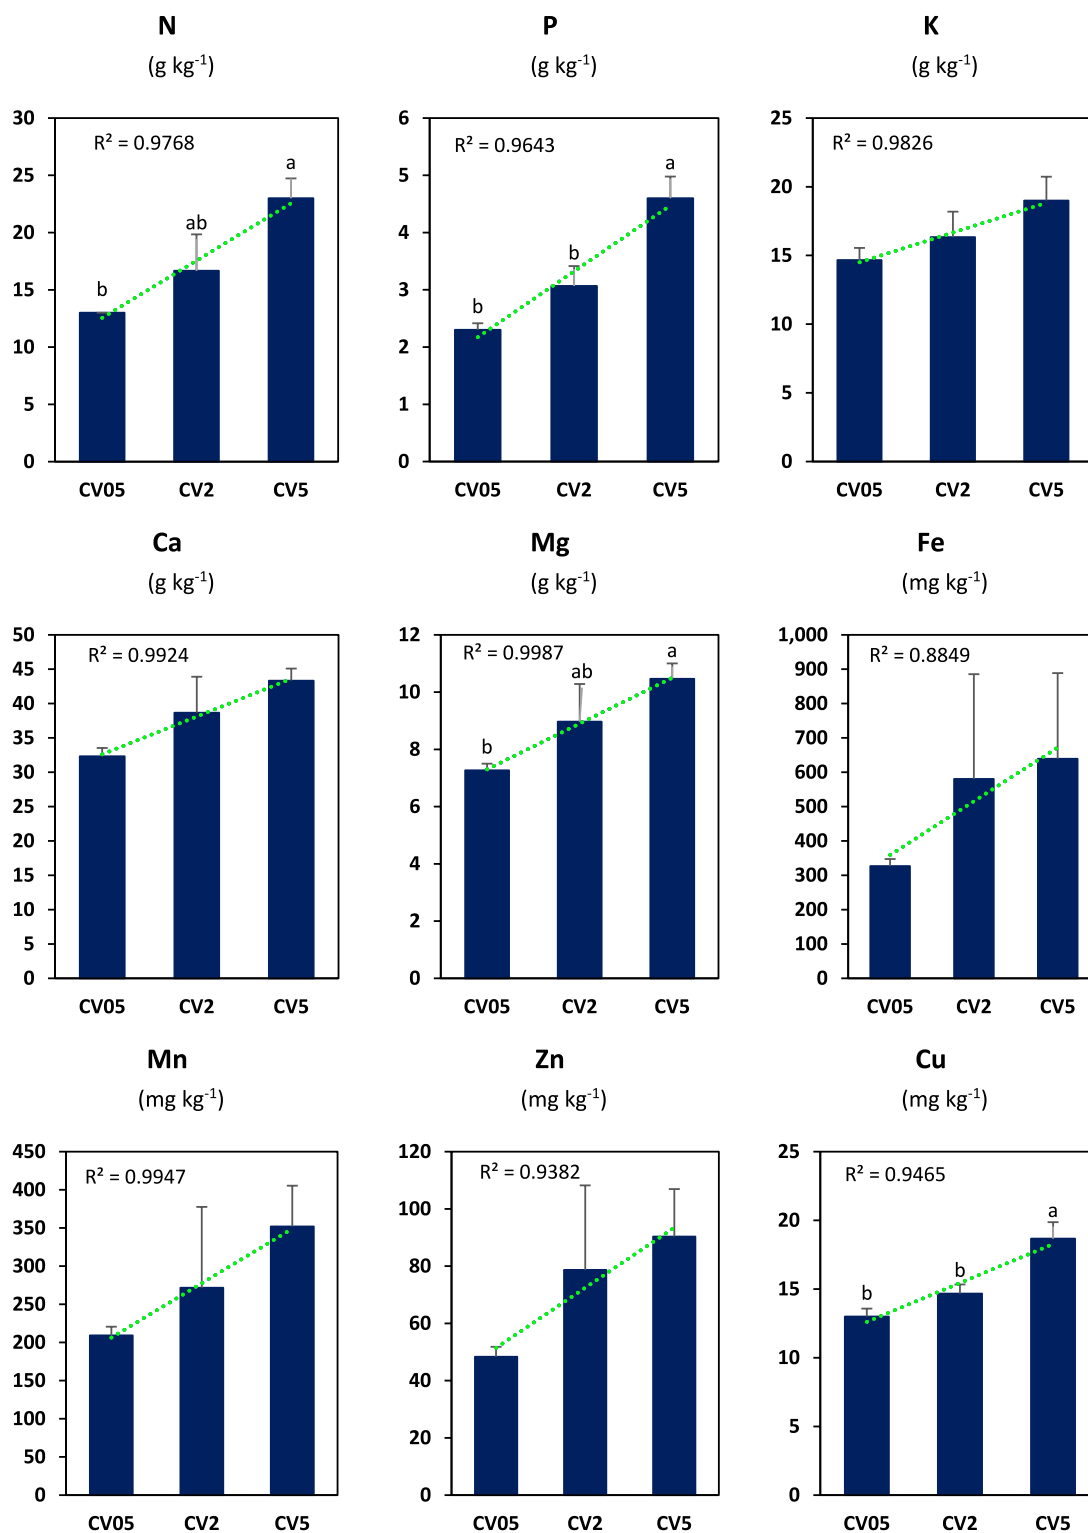 N P K
(g kg⁻¹) (g kg⁻¹) (g kg⁻¹)
30
25
20
15
10
5
0
R² = 0.9768
b
ab
a
CV05 CV2 CV5
6
5
4
3
2
1
0
R² = 0.9643
b
b
a
CV05 CV2 CV5
25
20
15
10
5
0
R² = 0.9826
CV05 CV2 CV5
Ca Mg Fe
(g kg⁻¹) (g kg⁻¹) (mg kg⁻¹)
50
45
40
35
30
25
20
15
10
5
0
R² = 0.9924
CV05 CV2 CV5
12
10
8
6
4
2
0
R² = 0.9987
b
ab
a
CV05 CV2 CV5
1,000
900
800
700
600
500
400
300
200
100
0
R² = 0.8849
CV05 CV2 CV5
Mn Zn Cu
(mg kg⁻¹) (mg kg⁻¹) (mg kg⁻¹)
450
400
350
300
250
200
150
100
50
0
R² = 0.9947
CV05 CV2 CV5
120
100
80
60
40
20
0
R² = 0.9382
CV05 CV2 CV5
25
20
15
10
5
0
R² = 0.9465
b
b
a
CV05 CV2 CV5